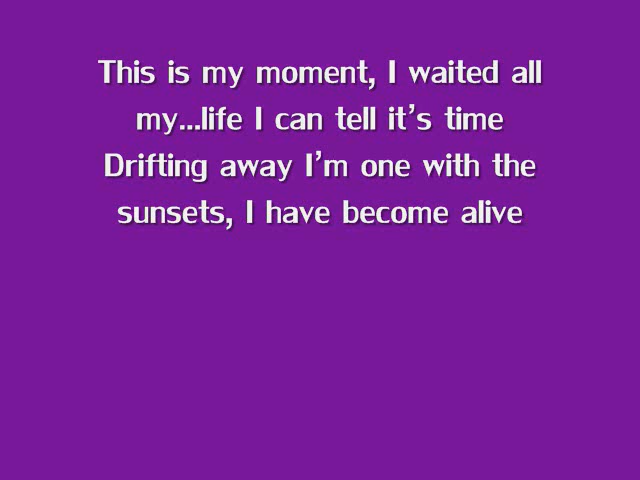 This is my moment, I waited all
my...life I can tell it’s time
Drifting away I’m one with the
sunsets, I have become alive